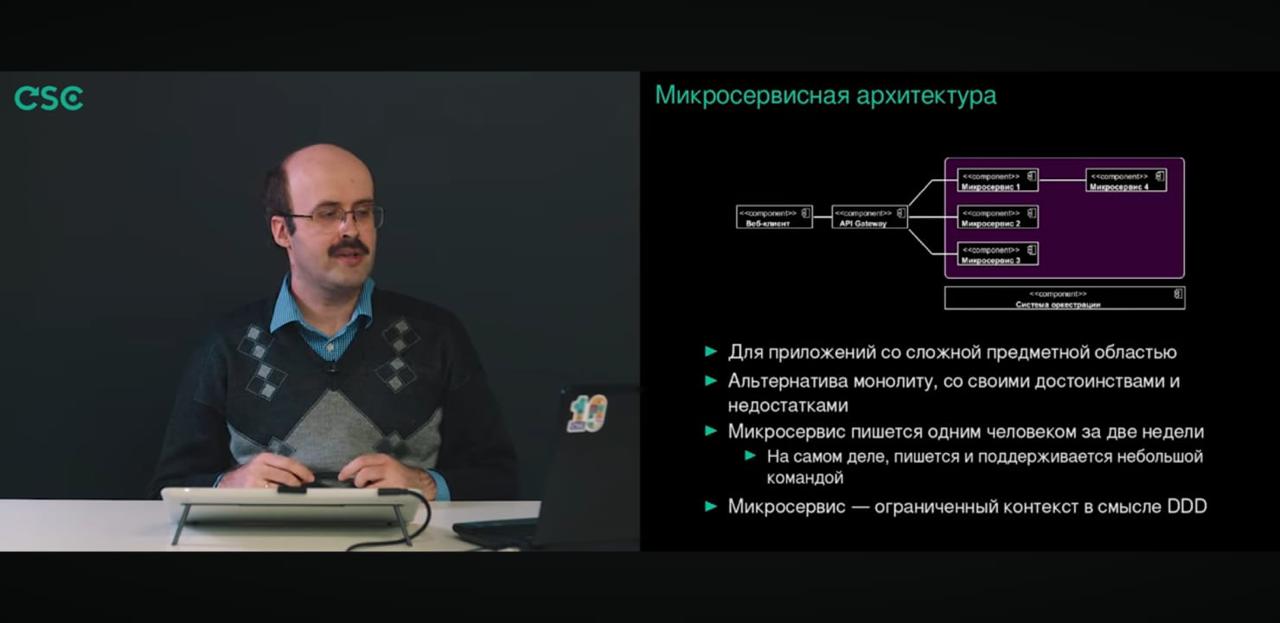 CSC
Микросервисная архитектура
<<component>>
Веб-клиент
<<component>>
API Gateway
<<component>>
Микросервис 1
<<component>>
Микросервис 4
<<component>>
Микросервис 2
<<component>>
Микросервис 3
<<component>>
Система оркестрации
Для приложений со сложной предметной областью
Альтернатива монолиту, со своими достоинствами и
недостатками
Микросервис пишется одним человеком за две недели
На самом деле, пишется и поддерживается небольшой
командой
Микросервис — ограниченный контекст в смысле DDD
19